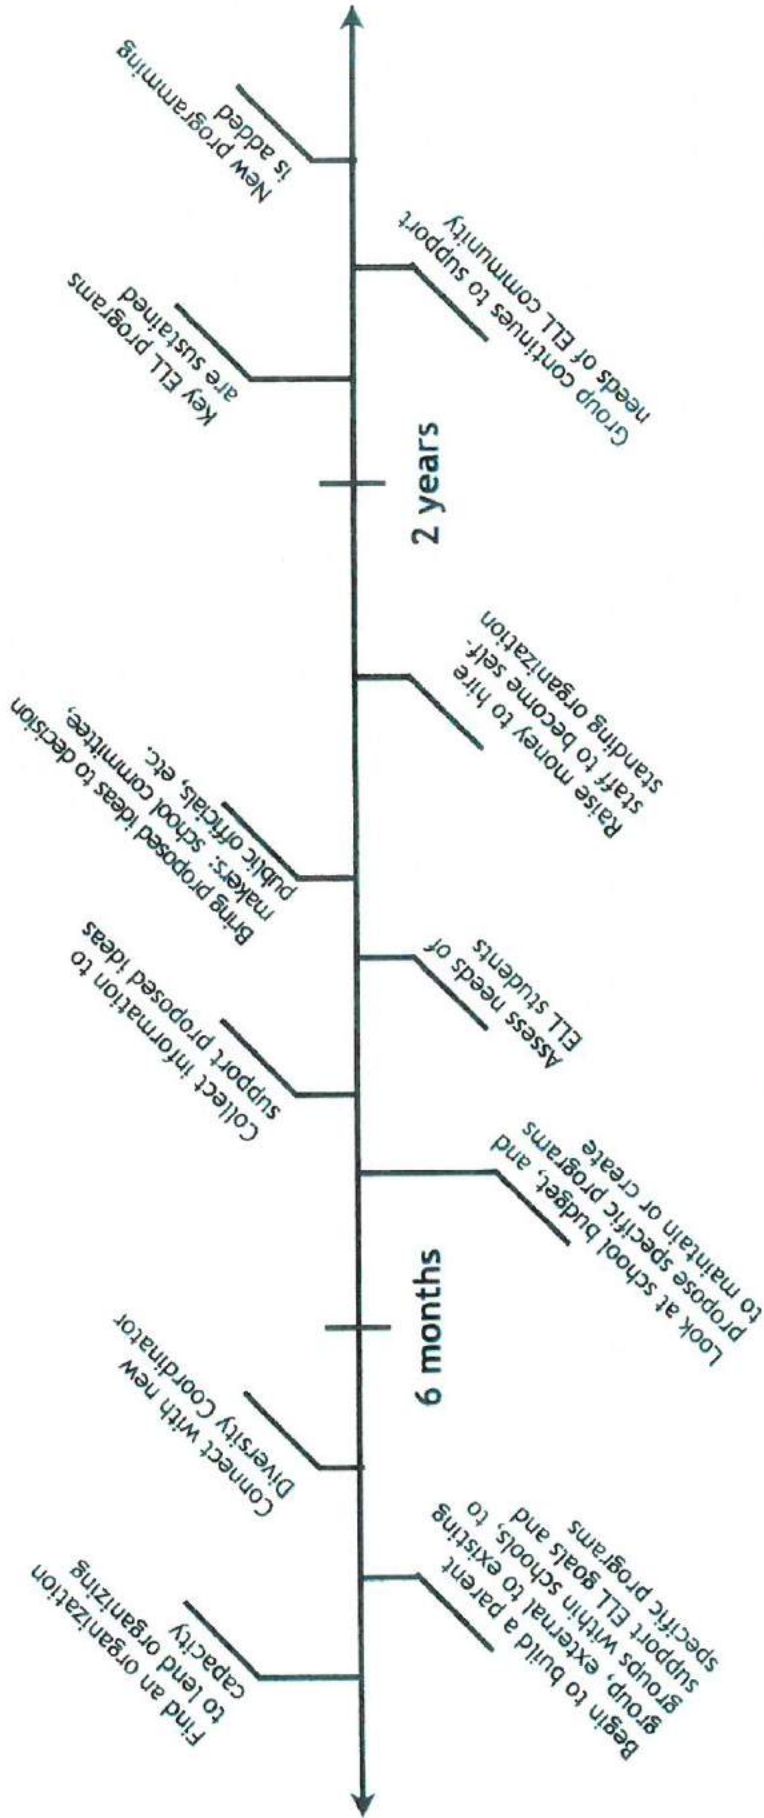 Find an organization
to lend organizing
capacity
Begin to build a parent
group, external to existing
groups within schools, to
support ELL goals and
specific programs
Connect with new
Diversity Coordinator
6 months
Look at school budget, and
propose specific programs
to maintain or create
Collect information to
support proposed ideas
Assess needs of
ELL students
Bring proposed ideas to decision
makers: school committee,
public officials, etc.
Raise money to hire
staff to become self-
standing organization
2 years
Key ELL programs
are sustained
Group continues to support
needs of ELL community
New programming
is added